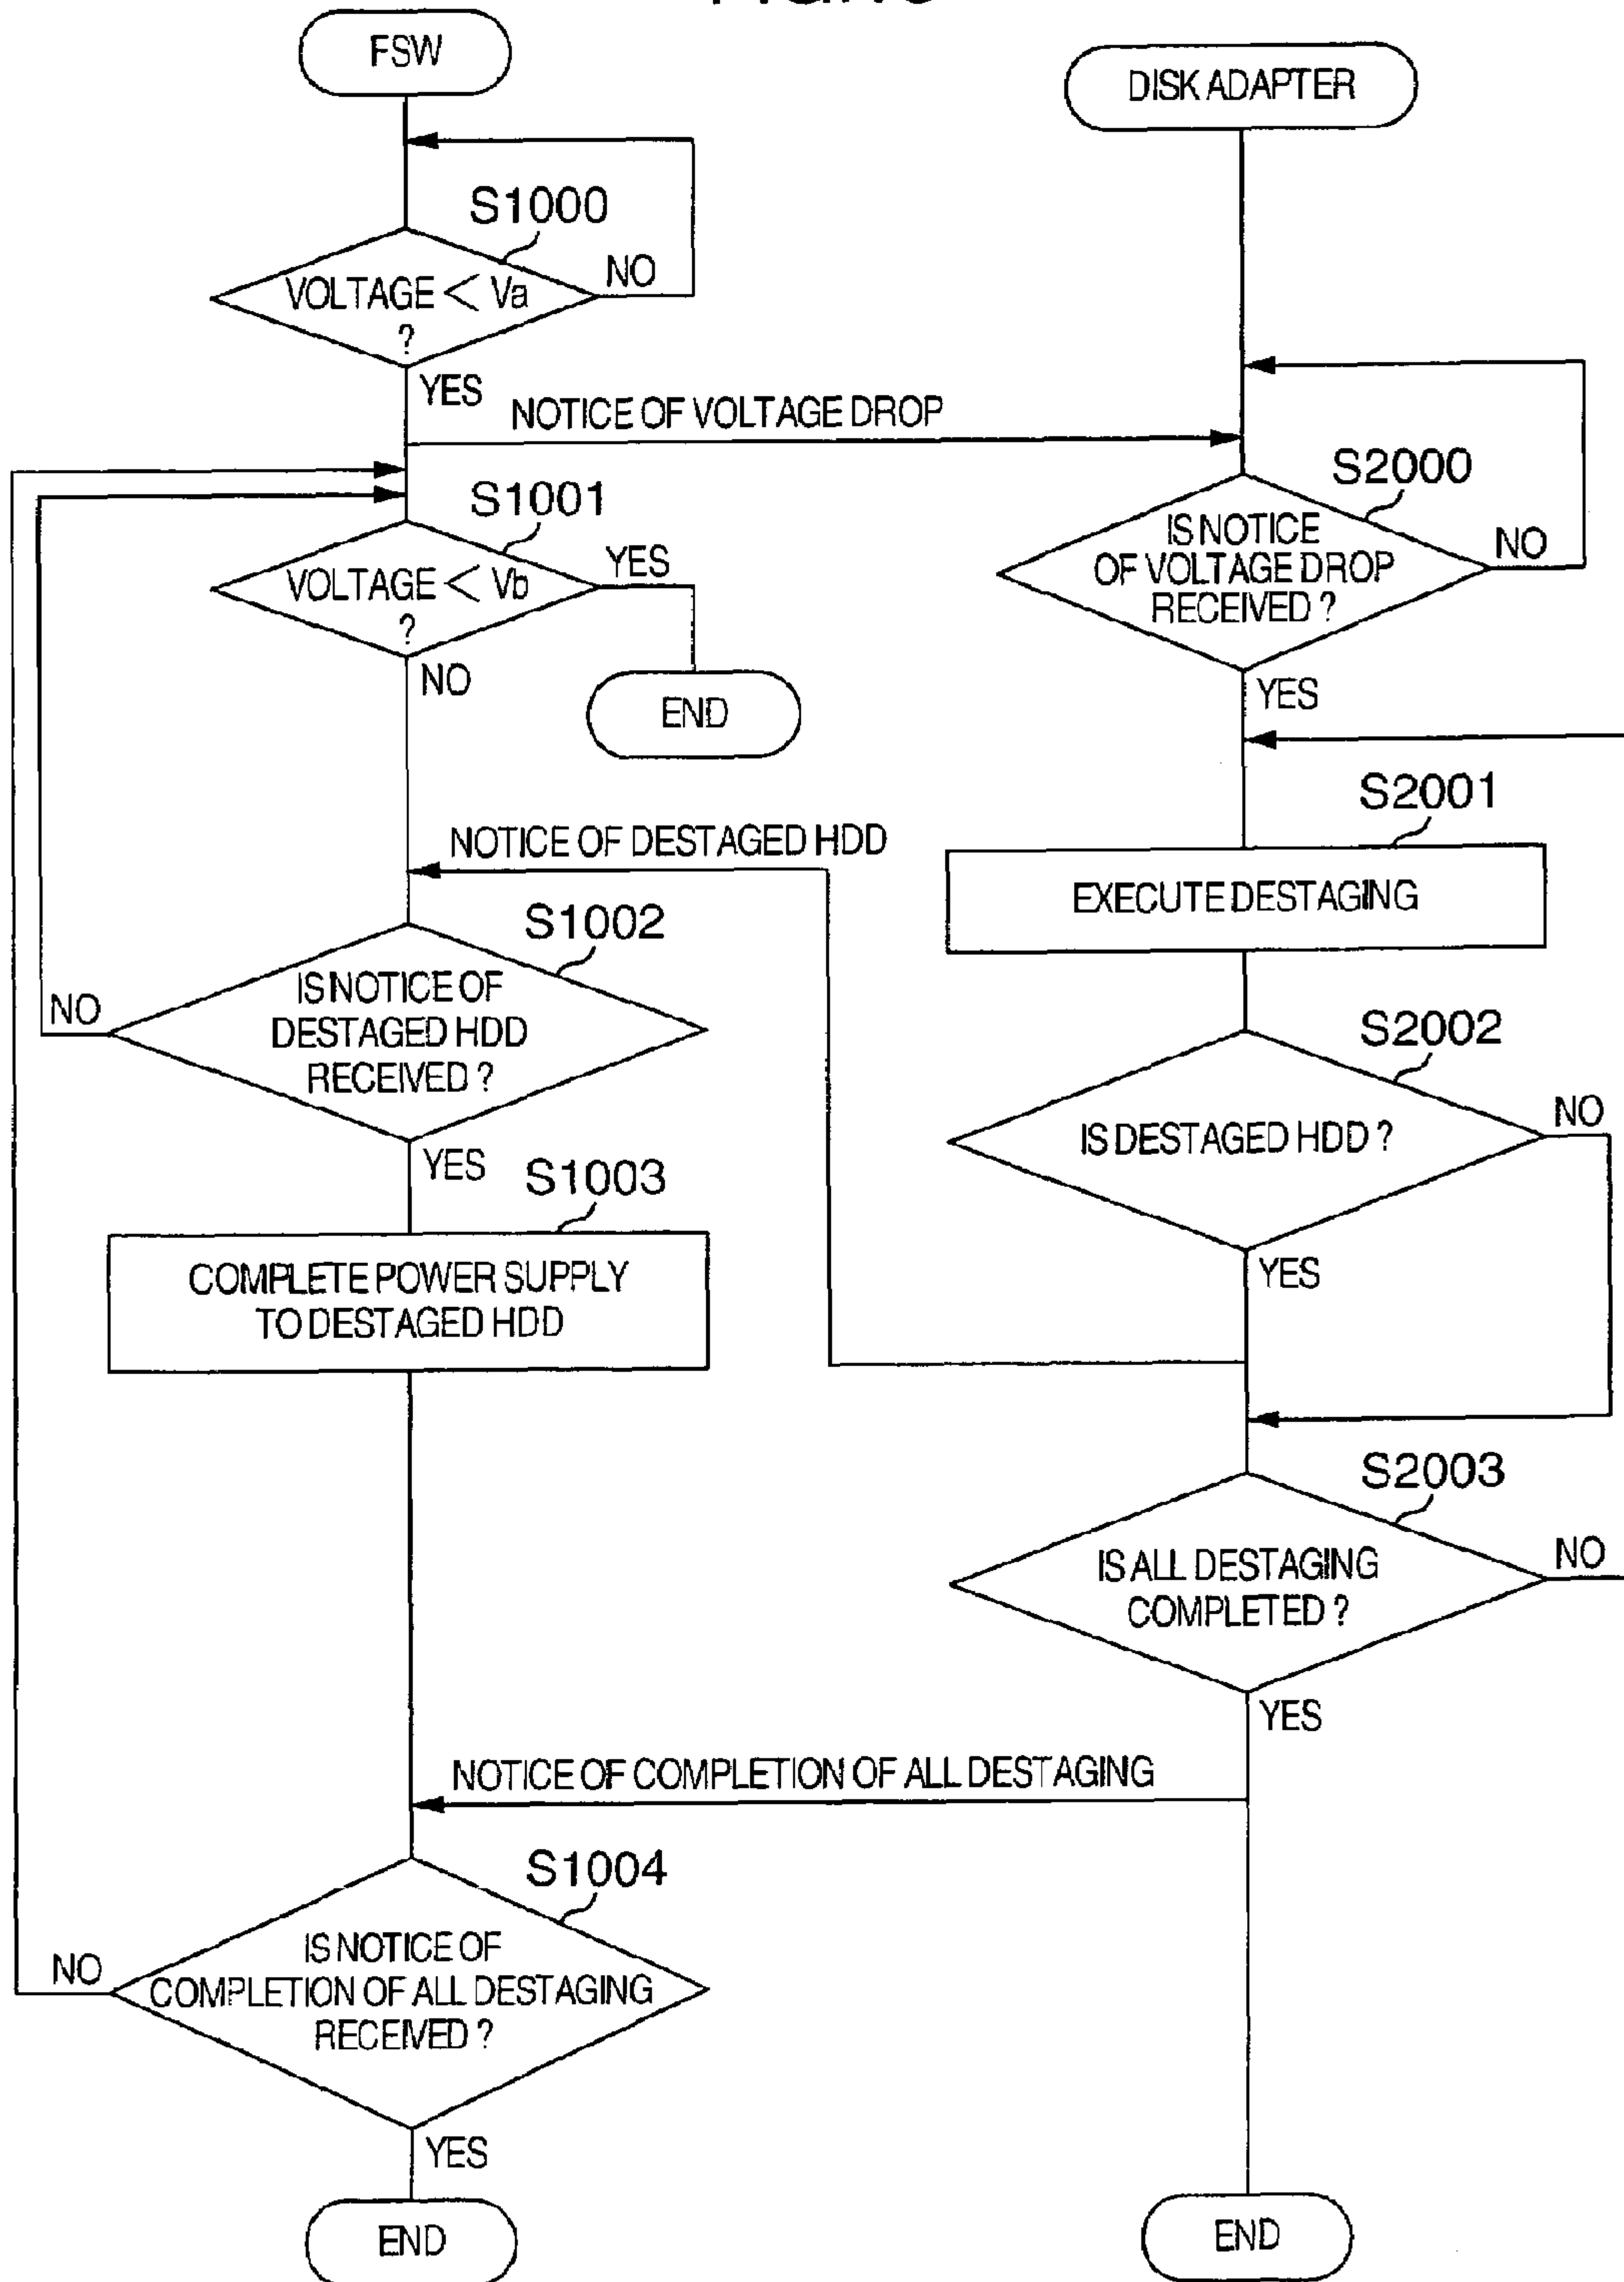 FSW
DISK ADAPTER
S1000
VOLTAGE < Va
?
NO
YES
NOTICE OF VOLTAGE DROP
S1001
VOLTAGE < Vb
?
YES
NO
END
S2000
IS NOTICE
OF VOLTAGE DROP
RECEIVED ?
NO
YES
S2001
EXECUTE DESTAGING
NOTICE OF DESTAGED HDD
S1002
IS NOTICE OF
DESTAGED HDD
RECEIVED ?
NO
YES
S2002
IS DESTAGED HDD ?
NO
YES
S1003
COMPLETE POWER SUPPLY
TO DESTAGED HDD
S2003
IS ALL DESTAGING
COMPLETED ?
NO
YES
NOTICE OF COMPLETION OF ALL DESTAGING
S1004
IS NOTICE OF
COMPLETION OF ALL DESTAGING
RECEIVED ?
NO
YES
END
END